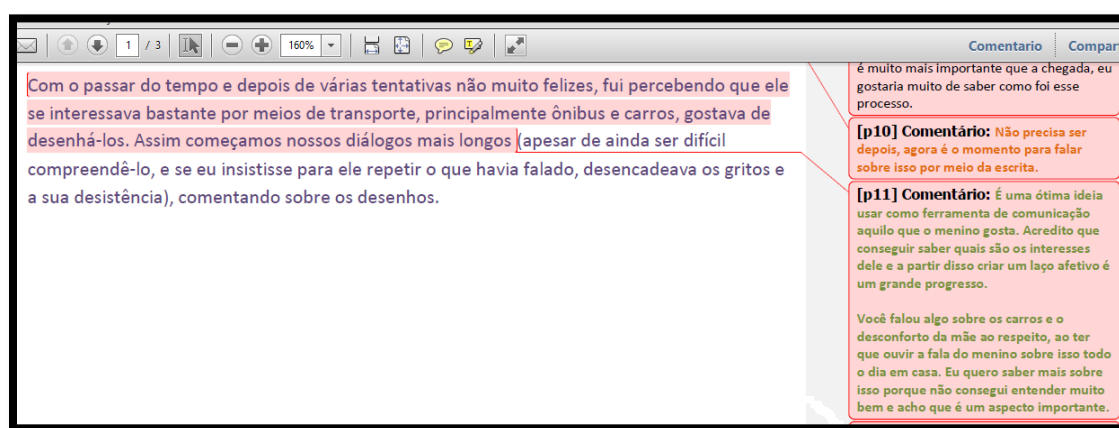 1 / 3
160%
Comentario
Compar
Com o passar do tempo e depois de várias tentativas não muito felizes, fui percebendo que ele
se interessava bastante por meios de transporte, principalmente ônibus e carros, gostava de
desenhá-los. Assim começamos nossos diálogos mais longos (apesar de ainda ser difícil
compreendê-lo, e se eu insistisse para ele repetir o que havia falado, desencadeava os gritos e
a sua desistência), comentando sobre os desenhos.
é muito mais importante que a chegada, eu
gostaria muito de saber como foi esse
processo.
[p10] Comentário: Não precisa ser
depois, agora é o momento para falar
sobre isso por meio da escrita.
[p11] Comentário: É uma ótima ideia
usar como ferramenta de comunicação
aquilo que o menino gosta. Acredito que
conseguir saber quais são os interesses
dele e a partir disso criar um laço afetivo é
um grande progresso.
Você falou algo sobre os carros e o
desconforto da mãe ao respeito, ao ter
que ouvir a fala do menino sobre isso todo
o dia em casa. Eu quero saber mais sobre
isso porque não consegui entender muito
bem e acho que é um aspecto importante.